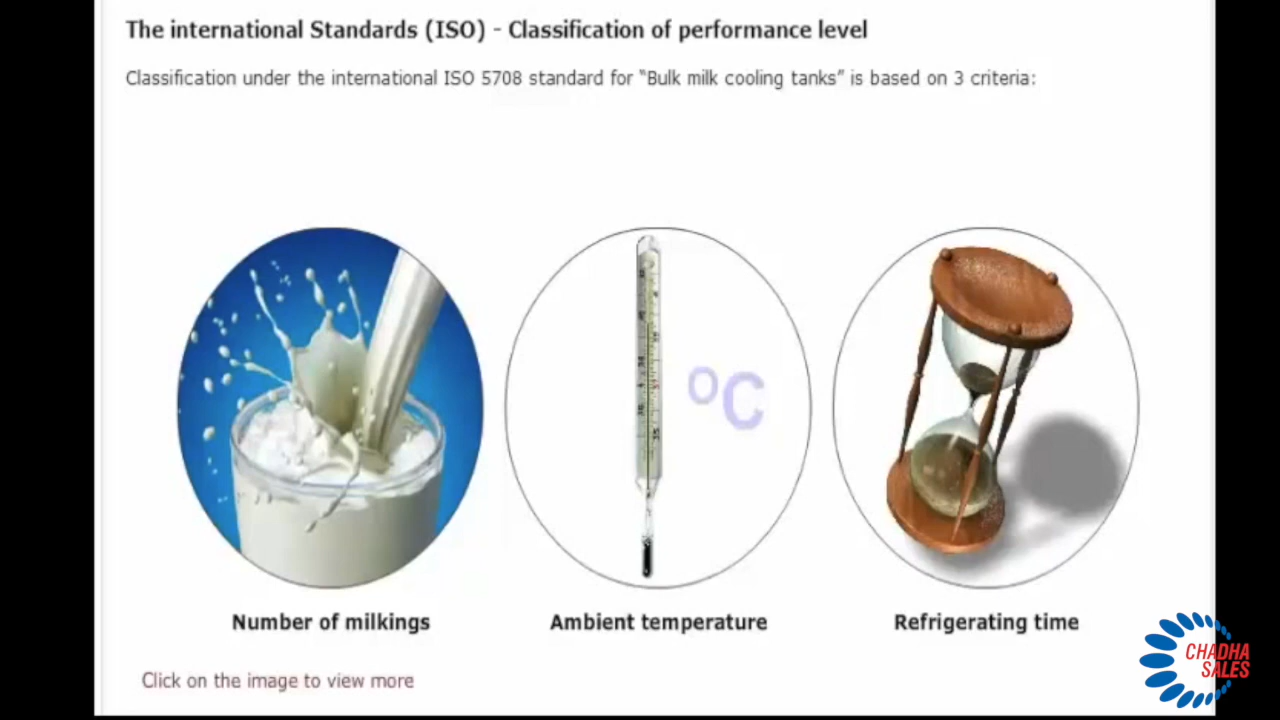 The international Standards (ISO) - Classification of performance level
Classification under the international ISO 5708 standard for "Bulk milk cooling tanks" is based on 3 criteria:
°C
Number of milkings
Ambient temperature
Refrigerating time
Click on the image to view more
CHADHA
SALES